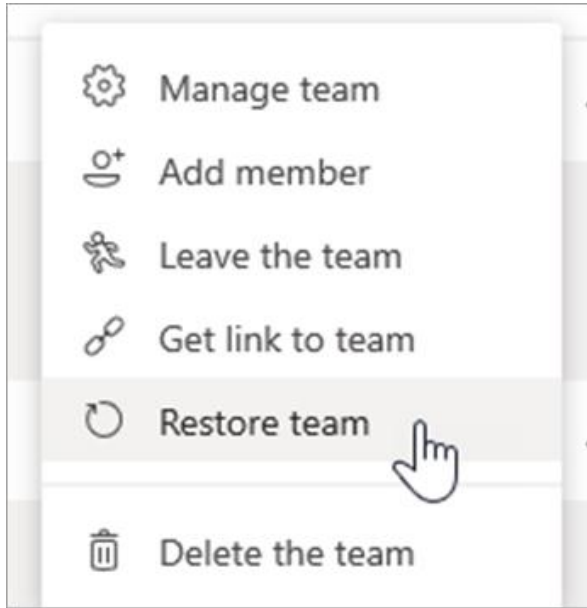 Manage team
Add member
Leave the team
Get link to team
Restore team
Delete the team